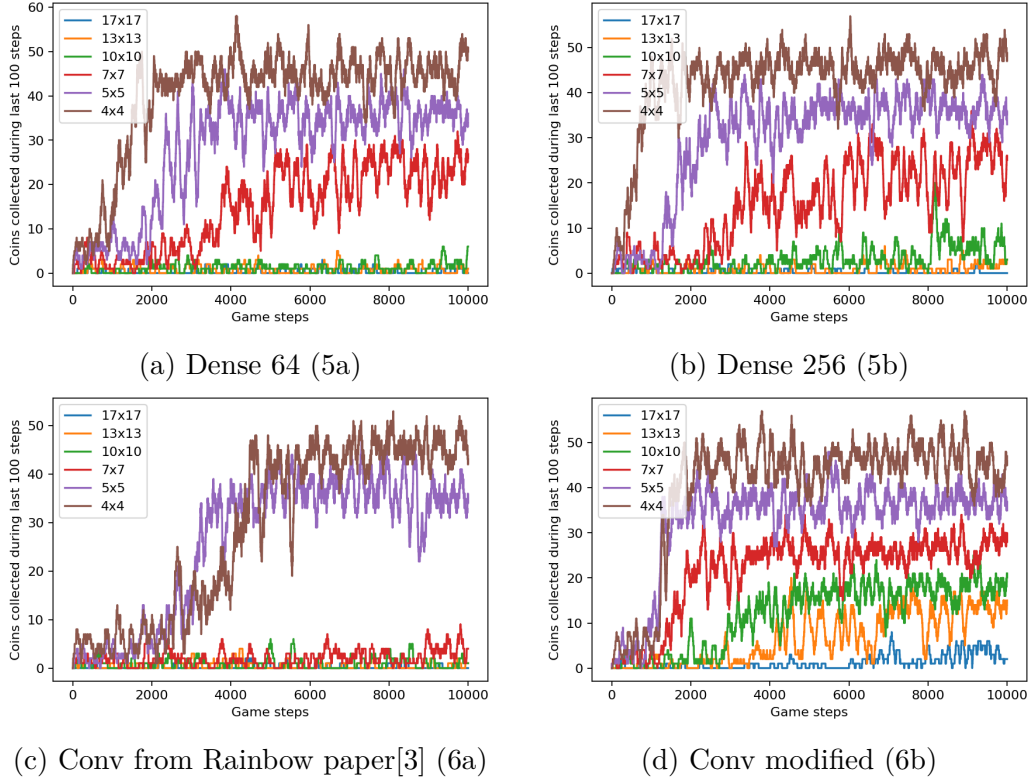 60
50
40
30
20
10
0
Coins collected during last 100 steps
17x17
13x13
10x10
7x7
5x5
4x4
0 2000 4000 6000 8000 10000
Game steps
(a) Dense 64 (5a)
50
40
30
20
10
0
Coins collected during last 100 steps
17x17
13x13
10x10
7x7
5x5
4x4
0 2000 4000 6000 8000 10000
Game steps
(b) Dense 256 (5b)
50
40
30
20
10
0
Coins collected during last 100 steps
17x17
13x13
10x10
7x7
5x5
4x4
0 2000 4000 6000 8000 10000
Game steps
(c) Conv from Rainbow paper[3] (6a)
50
40
30
20
10
0
Coins collected during last 100 steps
17x17
13x13
10x10
7x7
5x5
4x4
0 2000 4000 6000 8000 10000
Game steps
(d) Conv modified (6b)